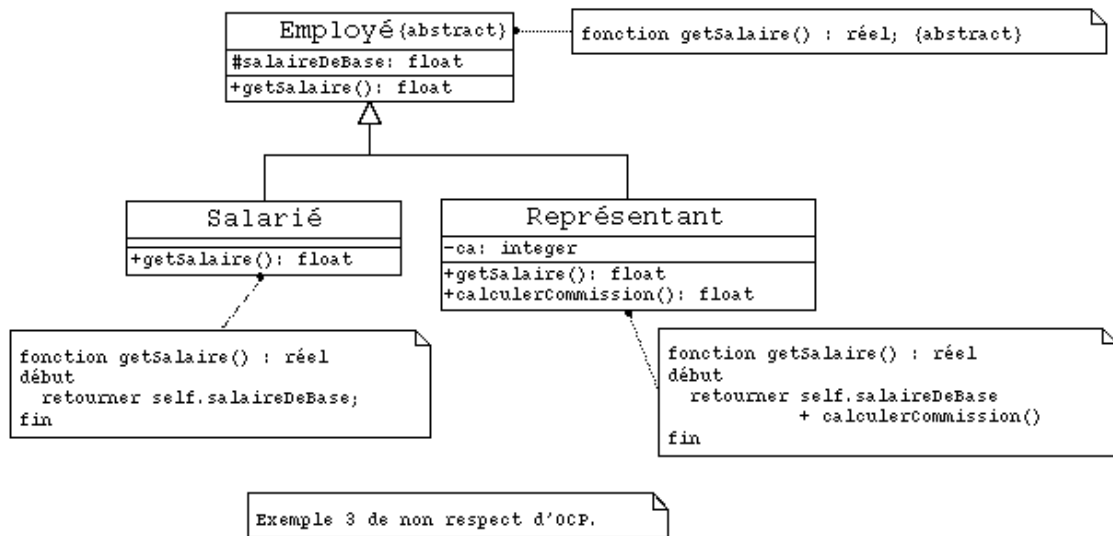 Employé {abstract}
#salaireDeBase: float
+getSalaire(): float
fonction getSalaire() : réel; {abstract}
Salarié
+getSalaire(): float
Représentant
-ca: integer
+getSalaire(): float
+calculerCommission(): float
fonction getSalaire() : réel
début
retourner self.salaireDeBase;
fin
fonction getSalaire() : réel
début
retourner self.salaireDeBase
+ calculerCommission()
fin
Exemple 3 de non respect d'OCP.